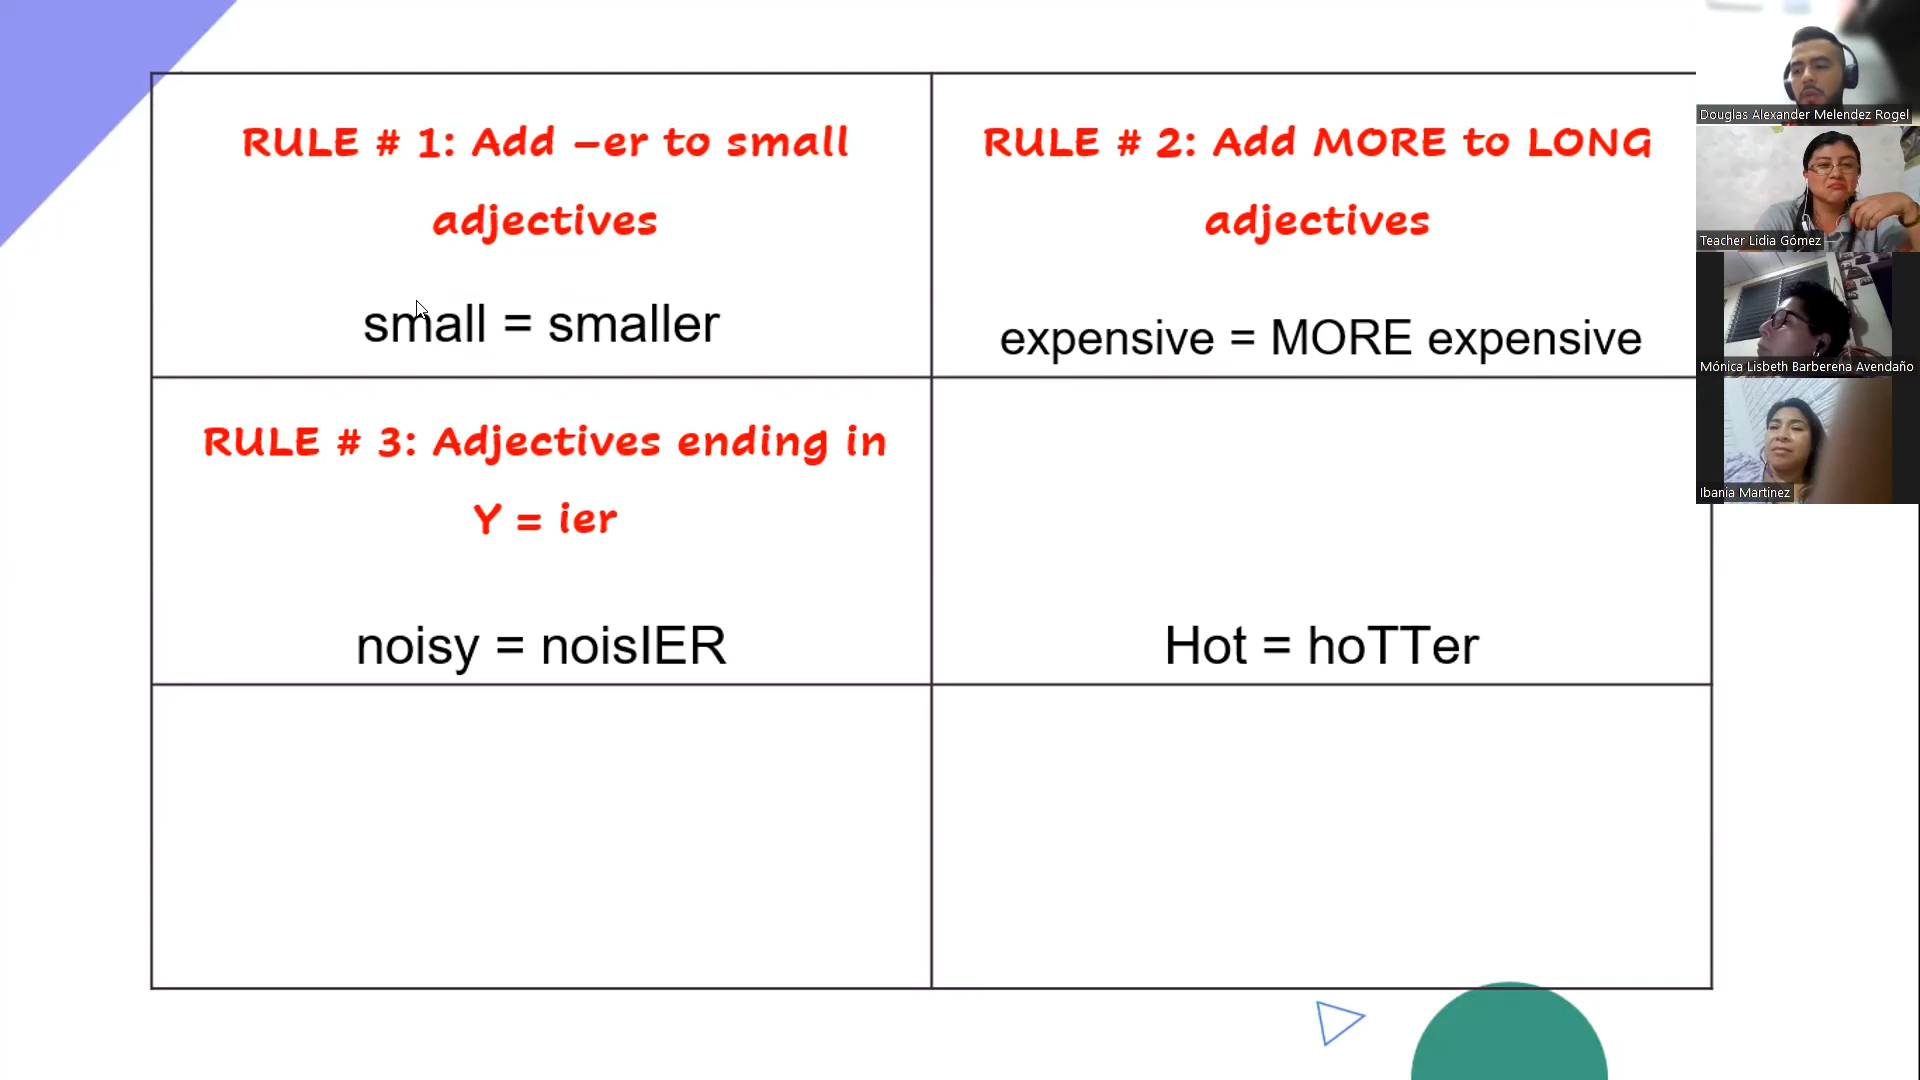 RULE # 1: Add –er to small
adjectives
small = smaller
RULE # 2: Add MORE to LONG
adjectives
expensive = MORE expensive
RULE # 3: Adjectives ending in
Y = ier
noisy = noisIER
Hot = hoTTer
Douglas Alexander Melendez Rogel
Teacher Lidia Gómez
Mónica Lisbeth Barberena Avendaño
Ibania Martinez